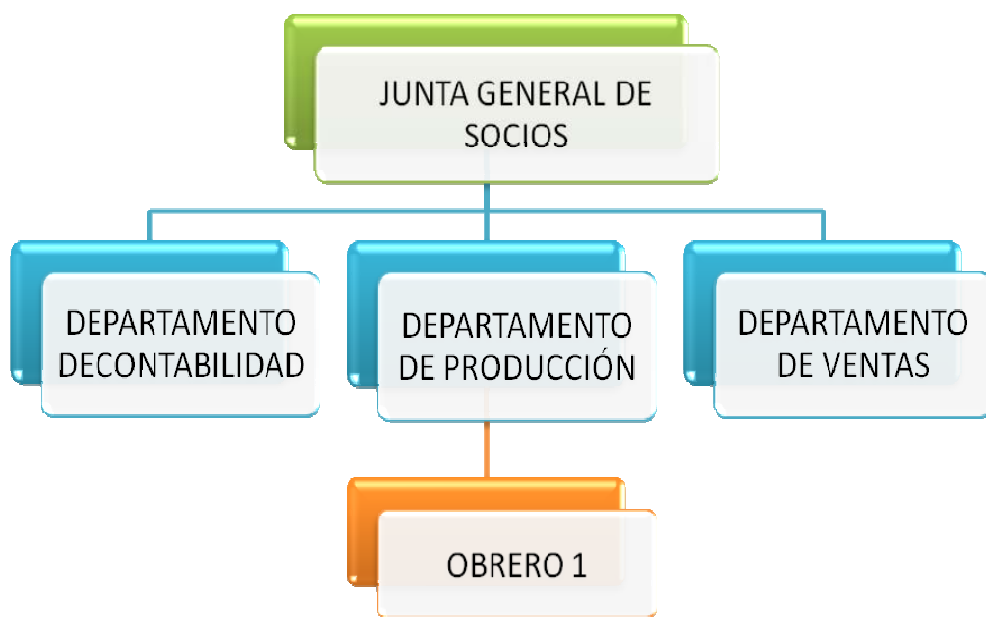 JUNTA GENERAL DE
SOCIOS
DEPARTAMENTO
DECONTABILIDAD
DEPARTAMENTO
DE PRODUCCIÓN
DEPARTAMENTO
DE VENTAS
OBRERO 1